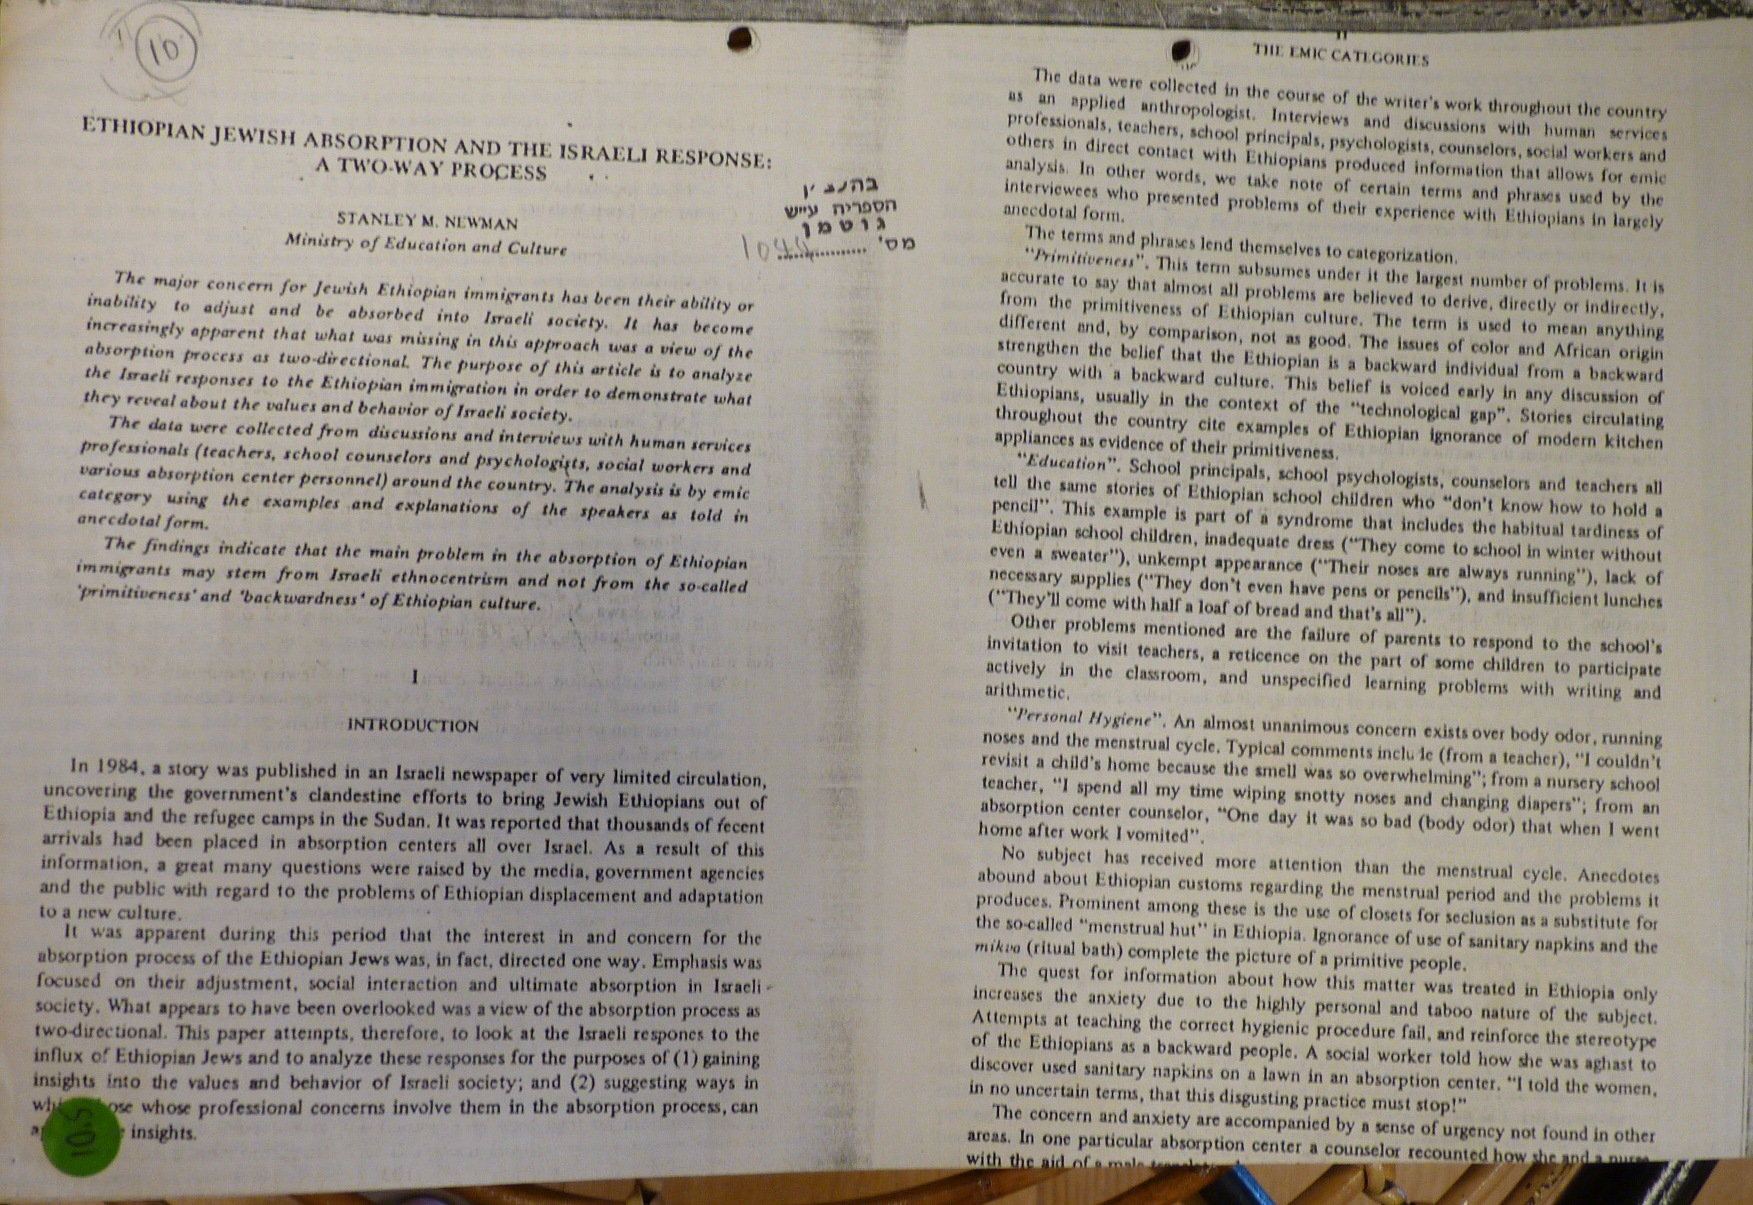 10
ETHIOPIAN JEWISH ABSORPTION AND THE ISRAELI RESPONSE:
A TWO-WAY PROCESS
STANLEY M. NEWMAN
Ministry of Education and Culture
הספריה ע״ש
גוטמן
מס' 1044
The major concern for Jewish Ethiopian immigrants has been their ability or
inability to adjust and be absorbed into Israeli society. It has become
increasingly apparent that what was missing in this approach was a view of the
absorption process as two-directional. The purpose of this article is to analyze
the Israeli responses to the Ethiopian immigration in order to demonstrate what
they reveal about the values and behavior of Israeli society.
The data were collected from discussions and interviews with human services
professionals (teachers, school counselors and psychologists, social workers and
various absorption center personnel) around the country. The analysis is by emic
category using the examples and explanations of the speakers as told in
anecdotal form.
The findings indicate that the main problem in the absorption of Ethiopian
immigrants may stem from Israeli ethnocentrism and not from the so-called
'primitiveness' and 'backwardness' of Ethiopian culture.
I
INTRODUCTION
In 1984, a story was published in an Israeli newspaper of very limited circulation,
uncovering the government's clandestine efforts to bring Jewish Ethiopians out of
Ethiopia and the refugee camps in the Sudan. It was reported that thousands of recent
arrivals had been placed in absorption centers all over Israel. As a result of this
information, a great many questions were raised by the media, government agencies
and the public with regard to the problems of Ethiopian displacement and adaptation
to a new culture.
It was apparent during this period that the interest in and concern for the
absorption process of the Ethiopian Jews was, in fact, directed one way. Emphasis was
focused on their adjustment, social interaction and ultimate absorption in Israeli
society. What appears to have been overlooked was a view of the absorption process as
two-directional. This paper attempts, therefore, to look at the Israeli respones to the
influx of Ethiopian Jews and to analyze these responses for the purposes of (1) gaining
insights into the values and behavior of Israeli society; and (2) suggesting ways in
whose professional concerns involve them in the absorption process, can
insights.
10.5
II
THE EMIC CATEGORIES
The data were collected in the course of the writer's work throughout the country
as an applied anthropologist. Interviews and discussions with human services
professionals, teachers, school principals, psychologists, counselors, social workers and
others in direct contact with Ethiopians produced information that allows for emic
analysis. In other words, we take note of certain terms and phrases used by the
interviewees who presented problems of their experience with Ethiopians in largely
anecdotal form.
The terms and phrases lend themselves to categorization.
"Primitiveness". This term subsumes under it the largest number of problems. It is
accurate to say that almost all problems are believed to derive, directly or indirectly,
from the primitiveness of Ethiopian culture. The term is used to mean anything
different and, by comparison, not as good. The issues of color and African origin
strengthen the belief that the Ethiopian is a backward individual from a backward
country with a backward culture. This belief is voiced early in any discussion of
Ethiopians, usually in the context of the "technological gap". Stories circulating
throughout the country cite examples of Ethiopian ignorance of modern kitchen
appliances as evidence of their primitiveness.
"Education". School principals, school psychologists, counselors and teachers all
tell the same stories of Ethiopian school children who "don't know how to hold a
pencil". This example is part of a syndrome that includes the habitual tardiness of
Ethiopian school children, inadequate dress ("They come to school in winter without
even a sweater"), unkempt appearance ("Their noses are always running"), lack of
necessary supplies ("They don't even have pens or pencils"), and insufficient lunches
("They'll come with half a loaf of bread and that's all").
Other problems mentioned are the failure of parents to respond to the school's
invitation to visit teachers, a reticence on the part of some children to participate
actively in the classroom, and unspecified learning problems with writing and
arithmetic.
"Personal Hygiene". An almost unanimous concern exists over body odor, running
noses and the menstrual cycle. Typical comments include (from a teacher), "I couldn't
revisit a child's home because the smell was so overwhelming"; from a nursery school
teacher, "I spend all my time wiping snotty noses and changing diapers"; from an
absorption center counselor, "One day it was so bad (body odor) that when I went
home after work I vomited".
No subject has received more attention than the menstrual cycle. Anecdotes
abound about Ethiopian customs regarding the menstrual period and the problems it
produces. Prominent among these is the use of closets for seclusion as a substitute for
the so-called "menstrual hut" in Ethiopia. Ignorance of use of sanitary napkins and the
mikva (ritual bath) complete the picture of a primitive people.
The quest for information about how this matter was treated in Ethiopia only
increases the anxiety due to the highly personal and taboo nature of the subject.
Attempts at teaching the correct hygienic procedure fail, and reinforce the stereotype
of the Ethiopians as a backward people. A social worker told how she was aghast to
discover used sanitary napkins on a lawn in an absorption center. "I told the women,
in no uncertain terms, that this disgusting practice must stop!"
The concern and anxiety are accompanied by a sense of urgency not found in other
areas. In one particular absorption center a counselor recounted how she and a nurse,
with the aid of a male